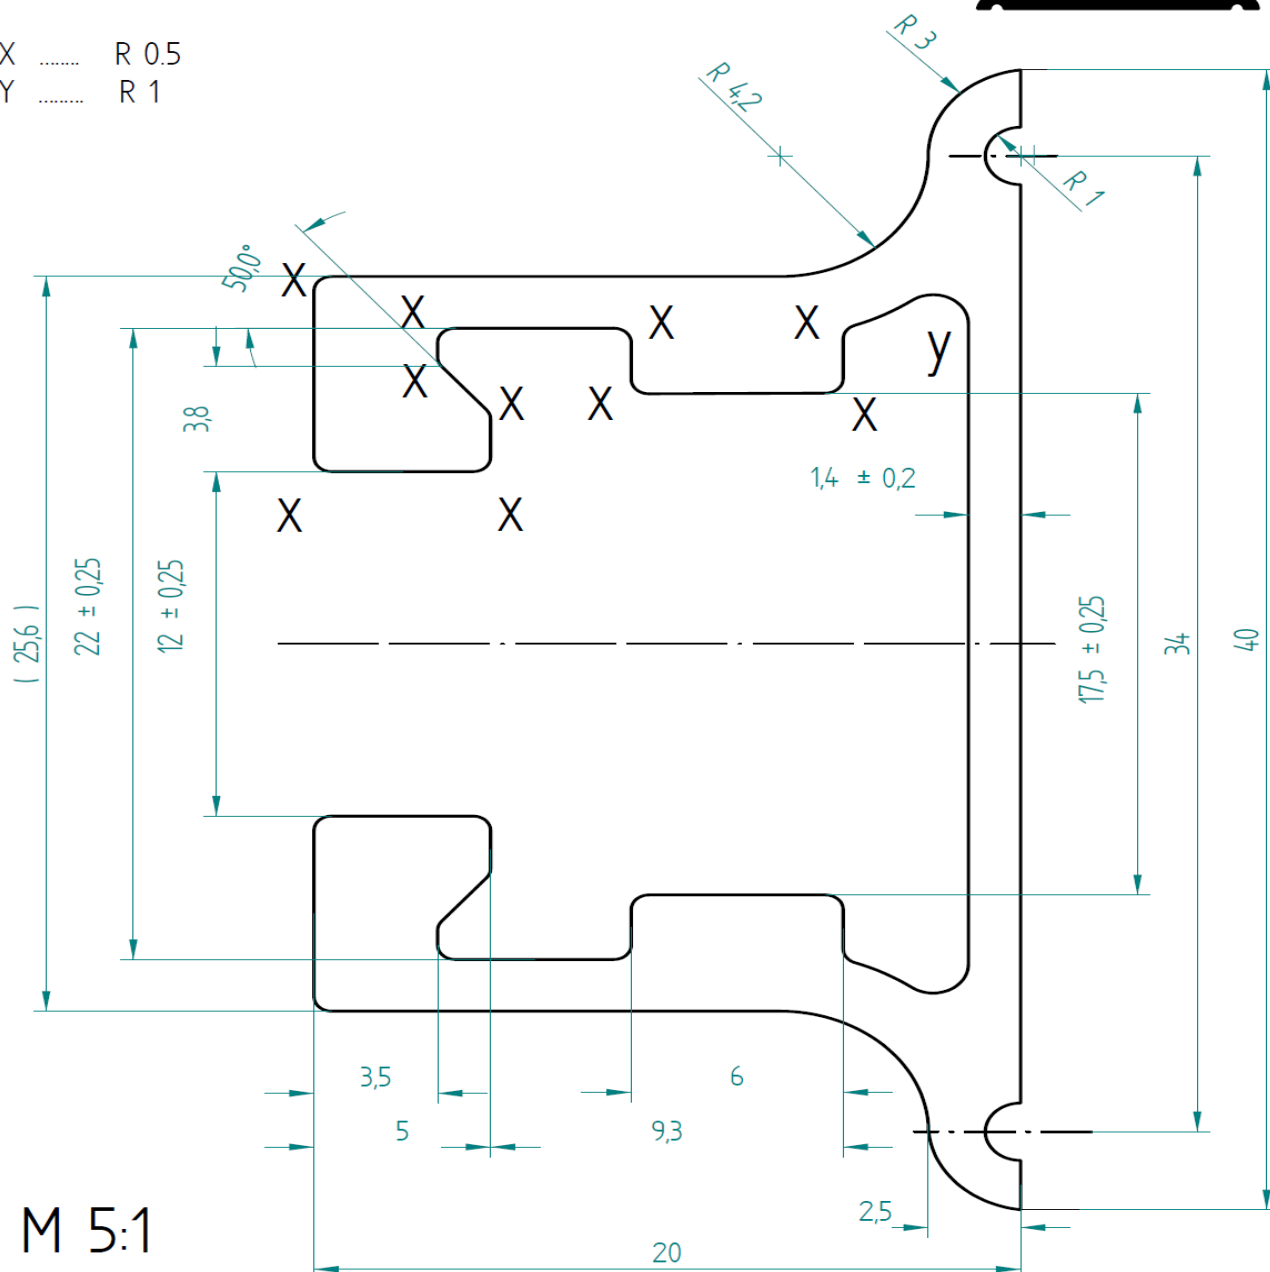 X ........ R 0.5
Y ......... R 1
R 3
R 4,2
R 1
50,0°
X
X
X
X
X
y
X
X
X
X
3,8
1,4 ± 0,2
X
X
( 25,6 )
22 ± 0,25
12 ± 0,25
17,5 ± 0,25
34
40
3,5
6
5
9,3
2,5
20
M 5:1